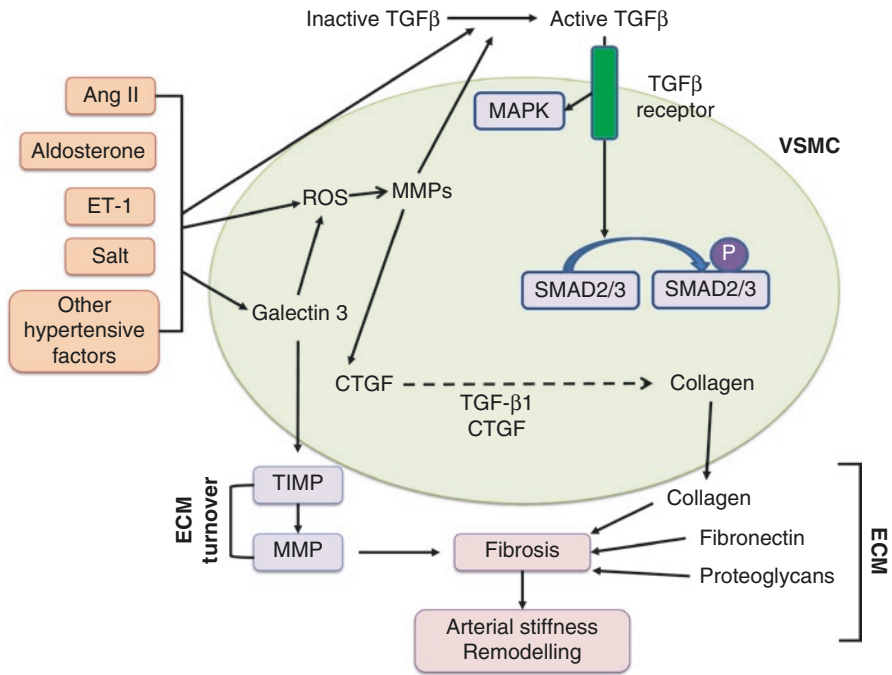 Inactive TGFβ
Active TGFβ
TGFβ
receptor
MAPK
VSMC
Ang II
Aldosterone
ET-1
Salt
Other
hypertensive
factors
ROS
MMPs
P
SMAD2/3
SMAD2/3
Galectin 3
CTGF
TGF-β1
CTGF
Collagen
ECM
turnover
TIMP
MMP
Collagen
Fibronectin
Proteoglycans
ECM
Fibrosis
Arterial stiffness
Remodelling